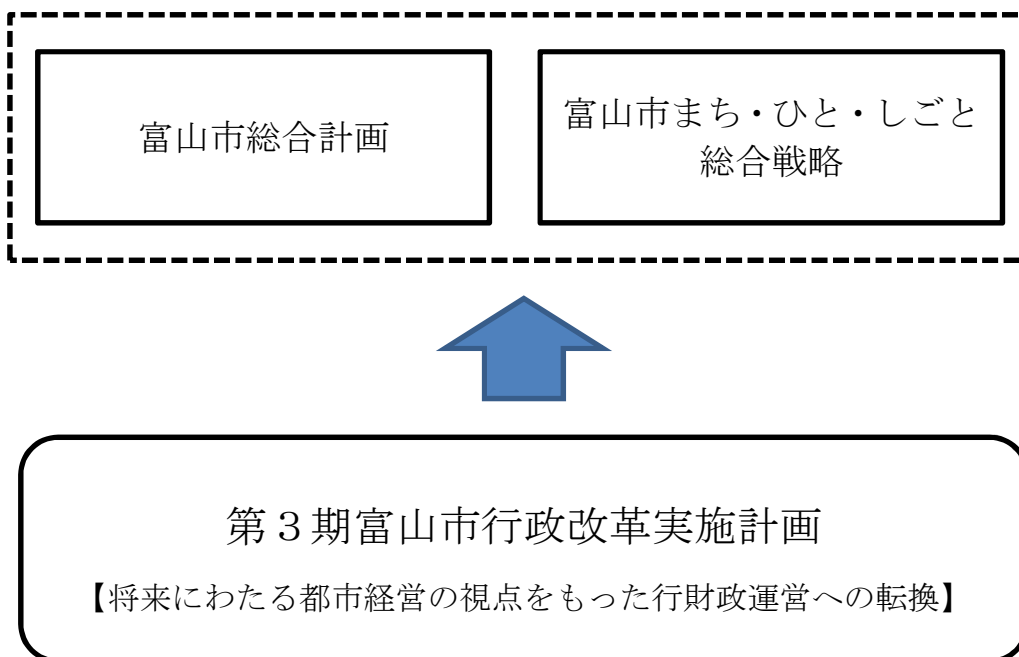 富山市総合計画
富山市まち・ひと・しごと
総合戦略
第３期富山市行政改革実施計画
【将来にわたる都市経営の視点をもった行財政運営への転換】